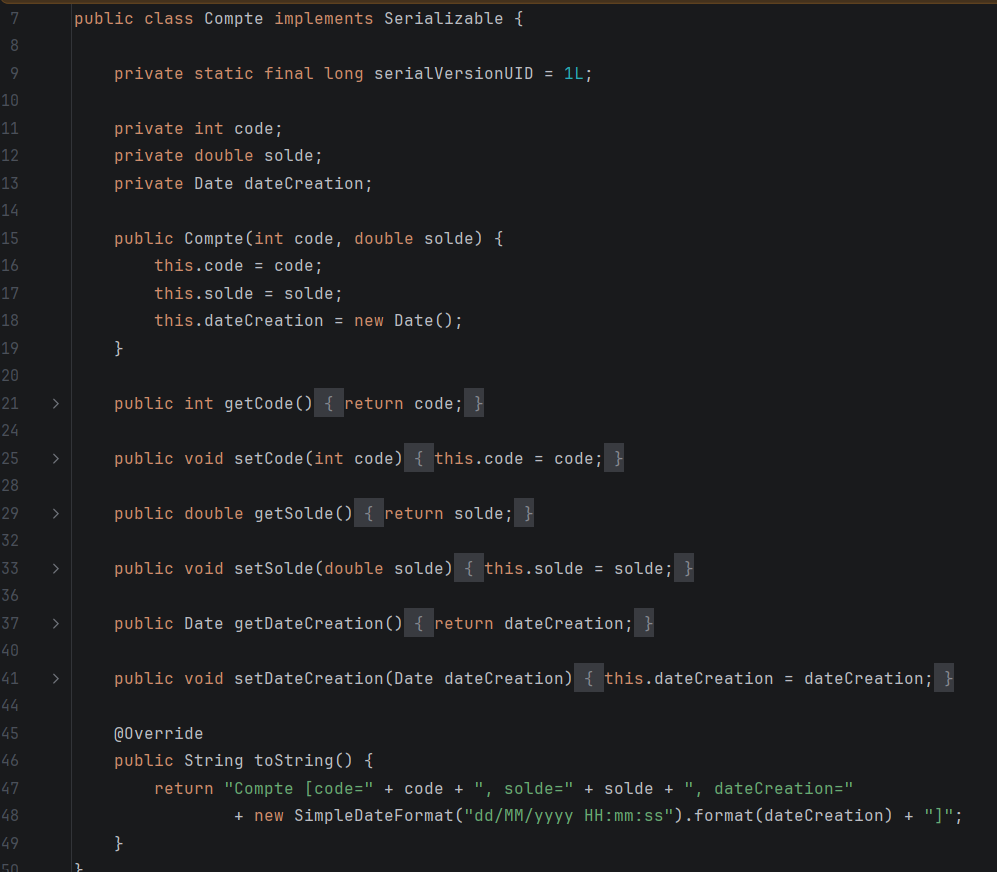 7 public class Compte implements Serializable {
8
9 private static final long serialVersionUID = 1L;
10
11 private int code;
12 private double solde;
13 private Date dateCreation;
14
15 public Compte(int code, double solde) {
16 this.code = code;
17 this.solde = solde;
18 this.dateCreation = new Date();
19 }
20
21 public int getCode() { return code; }
24
25 public void setCode(int code) { this.code = code; }
28
29 public double getSolde() { return solde; }
32
33 public void setSolde(double solde) { this.solde = solde; }
36
37 public Date getDateCreation() { return dateCreation; }
40
41 public void setDateCreation(Date dateCreation) { this.dateCreation = dateCreation; }
44
45 @Override
46 public String toString() {
47 return "Compte [code=" + code + ", solde=" + solde + ", dateCreation="
48 + new SimpleDateFormat("dd/MM/yyyy HH:mm:ss").format(dateCreation) + "]";
49 }
50 }